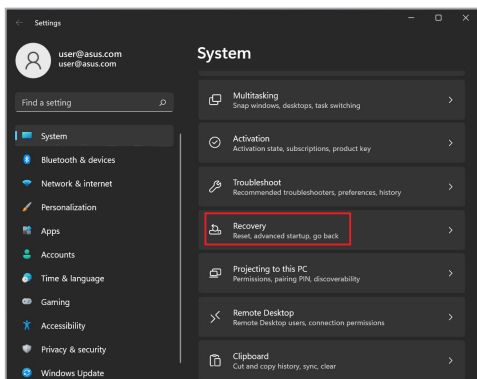 Settings
user@asus.com
user@asus.com
Find a setting
System
Bluetooth & devices
Network & internet
Personalization
Apps
Accounts
Time & language
Gaming
Accessibility
Privacy & security
Windows Update
System
Multitasking
Snap windows, desktops, task switching
Activation
Activation state, subscriptions, product key
Troubleshoot
Recommended troubleshooters, preferences, history
Recovery
Reset, advanced startup, go back
Projecting to this PC
Permissions, pairing PIN, discoverability
Remote Desktop
Remote Desktop users, connection permissions
Clipboard
Cut and copy history, sync, clear